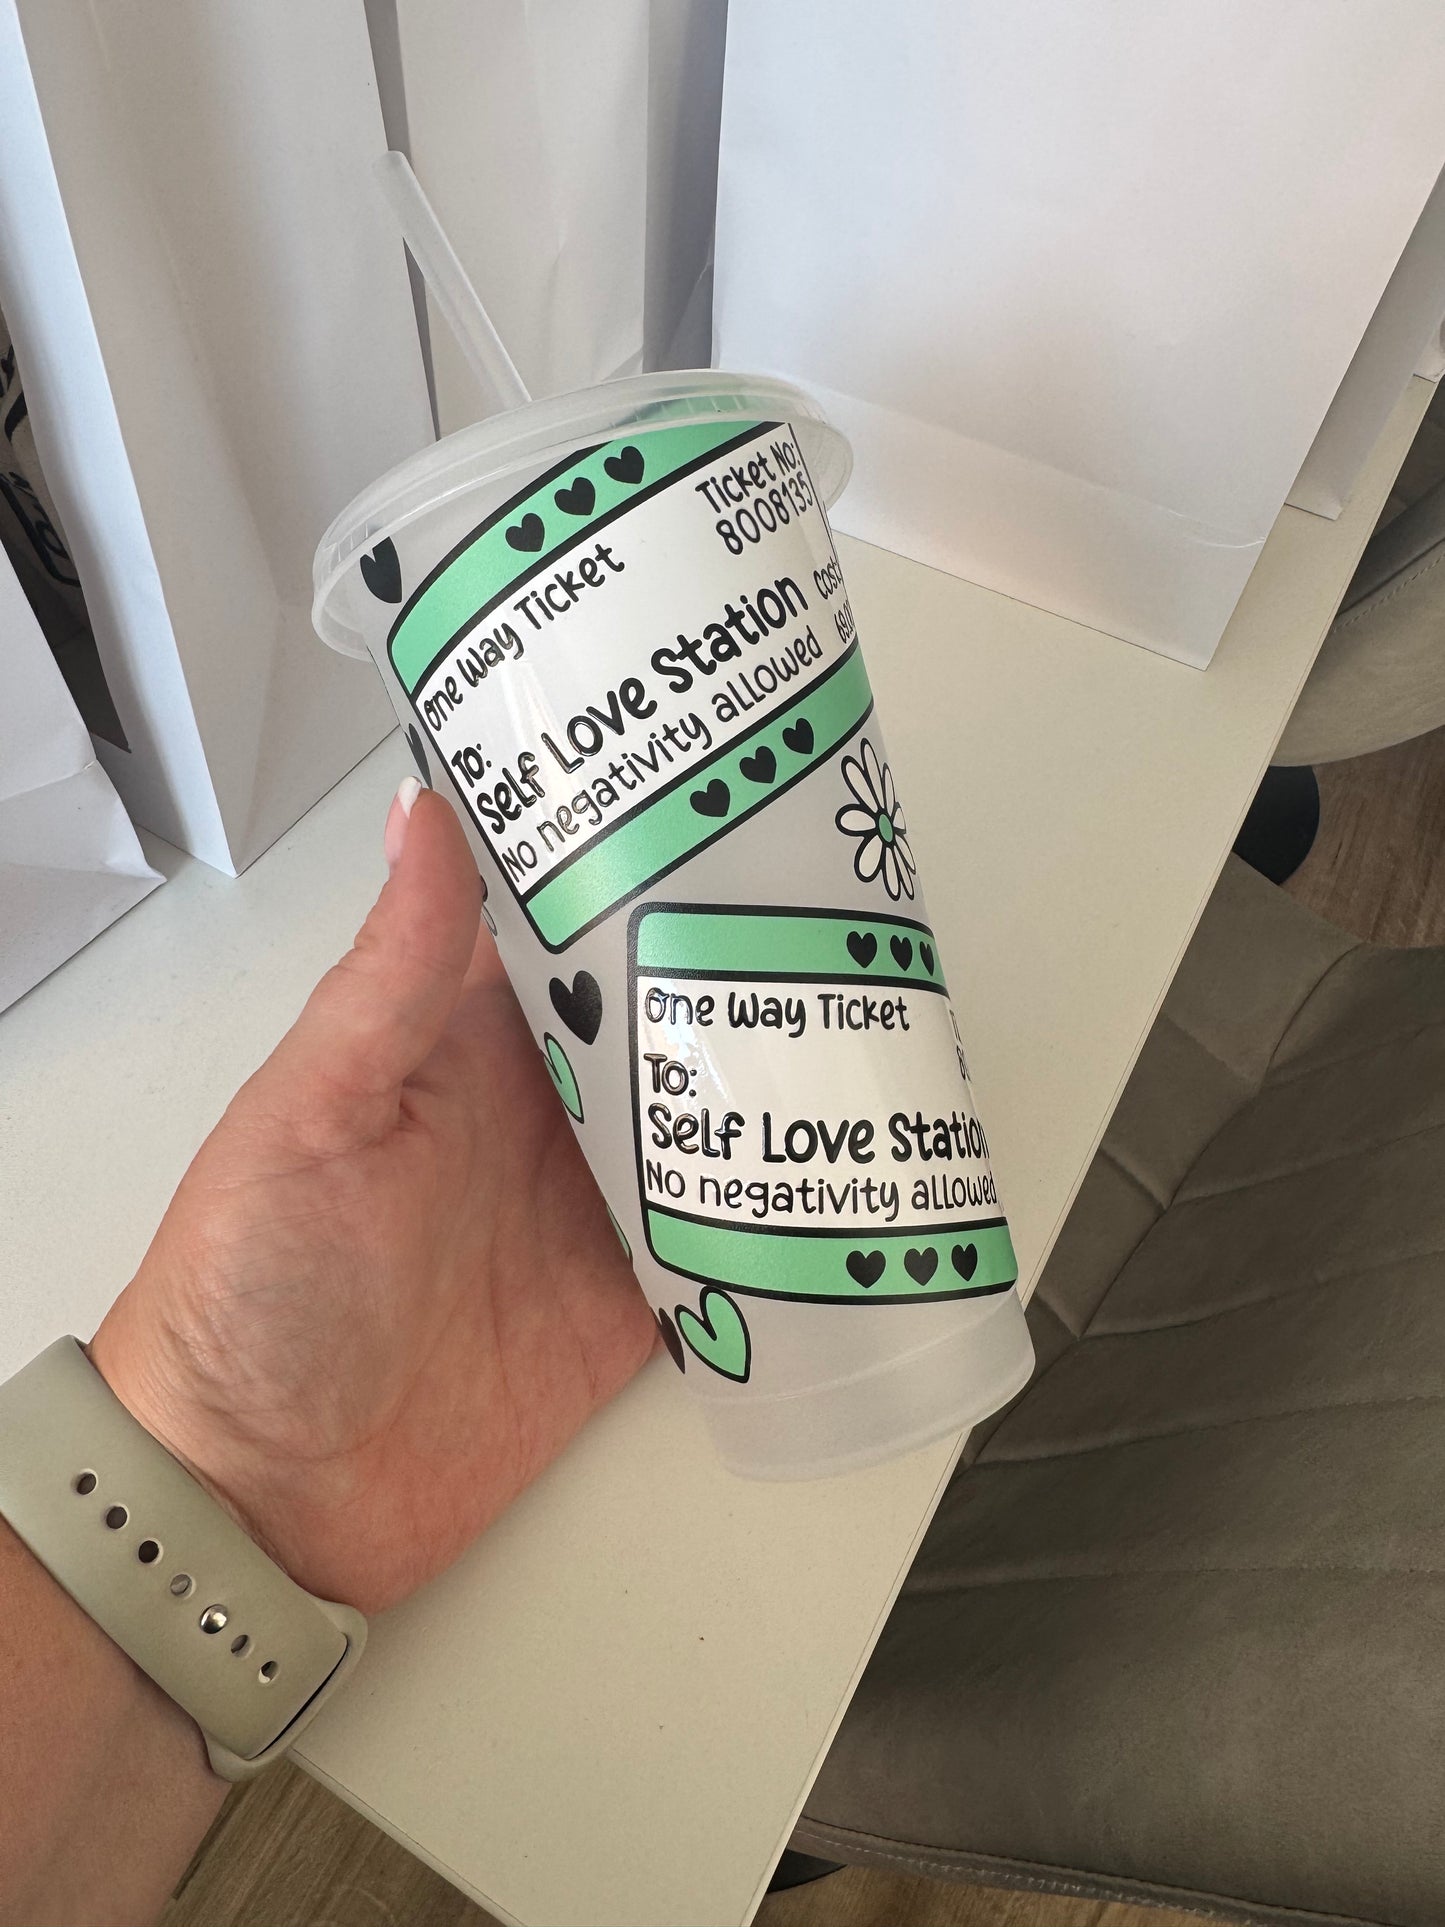 One Way Ticket
Ticket No:
8008135
To:
Self Love Station
No negativity allowed
Cost:
One Way Ticket
To:
Self Love Station
No negativity allowed